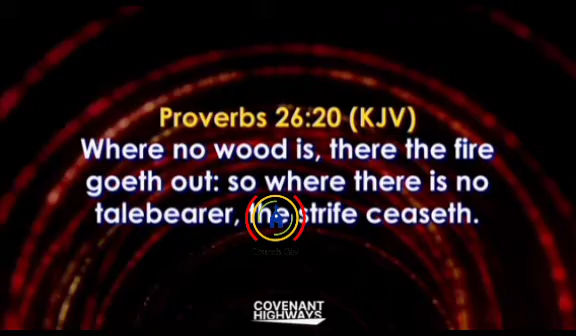 Proverbs 26:20 (KJV)
Where no wood is, there the fire
goeth out: so where there is no
talebearer, the strife ceaseth.
COVENANT
HIGHWAYS